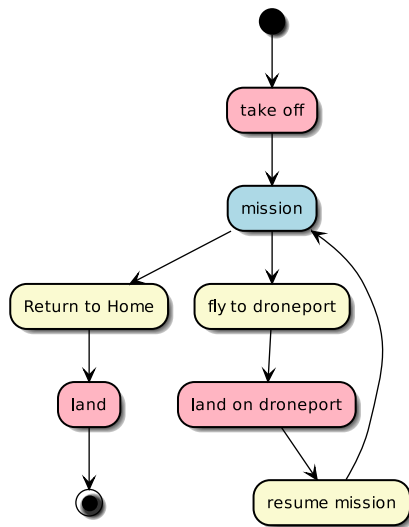 take off
mission
Return to Home
fly to droneport
land
land on droneport
resume mission